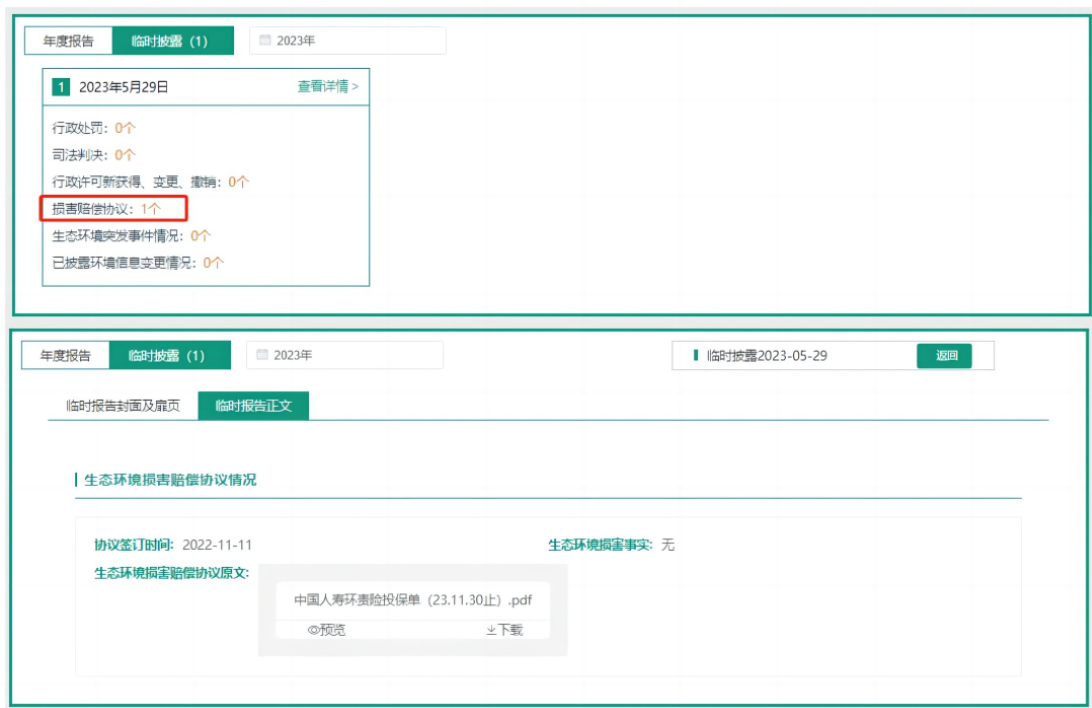 年度报告 临时披露（1） 2023年
1 2023年5月29日 查看详情 >
行政处罚：0个
司法判决：0个
行政许可新获得、变更、撤销：0个
损害赔偿协议：1个
生态环境突发事件情况：0个
已披露环境信息变更情况：0个
年度报告 临时披露（1） 2023年 临时披露2023-05-29 返回
临时报告封面及扉页 临时报告正文
生态环境损害赔偿协议情况
协议签订时间：2022-11-11 生态环境损害事实：无
生态环境损害赔偿协议原文：
中国人寿环责险投保单（23.11.30止）.pdf
预览 下载